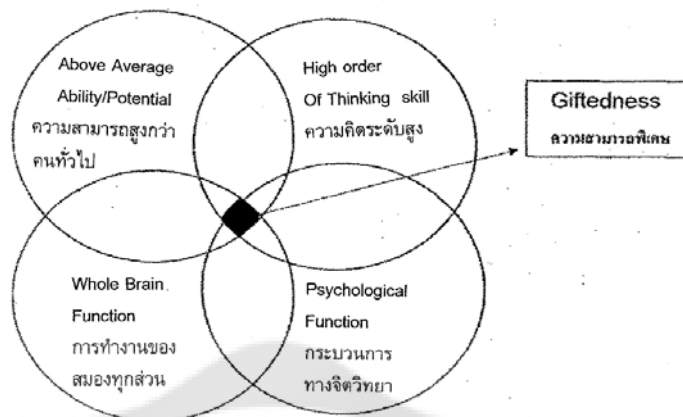 Above Average
Ability/Potential
ความสามารถสูงกว่า
คนทั่วไป
High order
Of Thinking skill
ความคิดระดับสูง
Giftedness
ความสามารถพิเศษ
Whole Brain
Function
การทำงานของ
สมองทุกส่วน
Psychological
Function
กระบวนการ
ทางจิตวิทยา